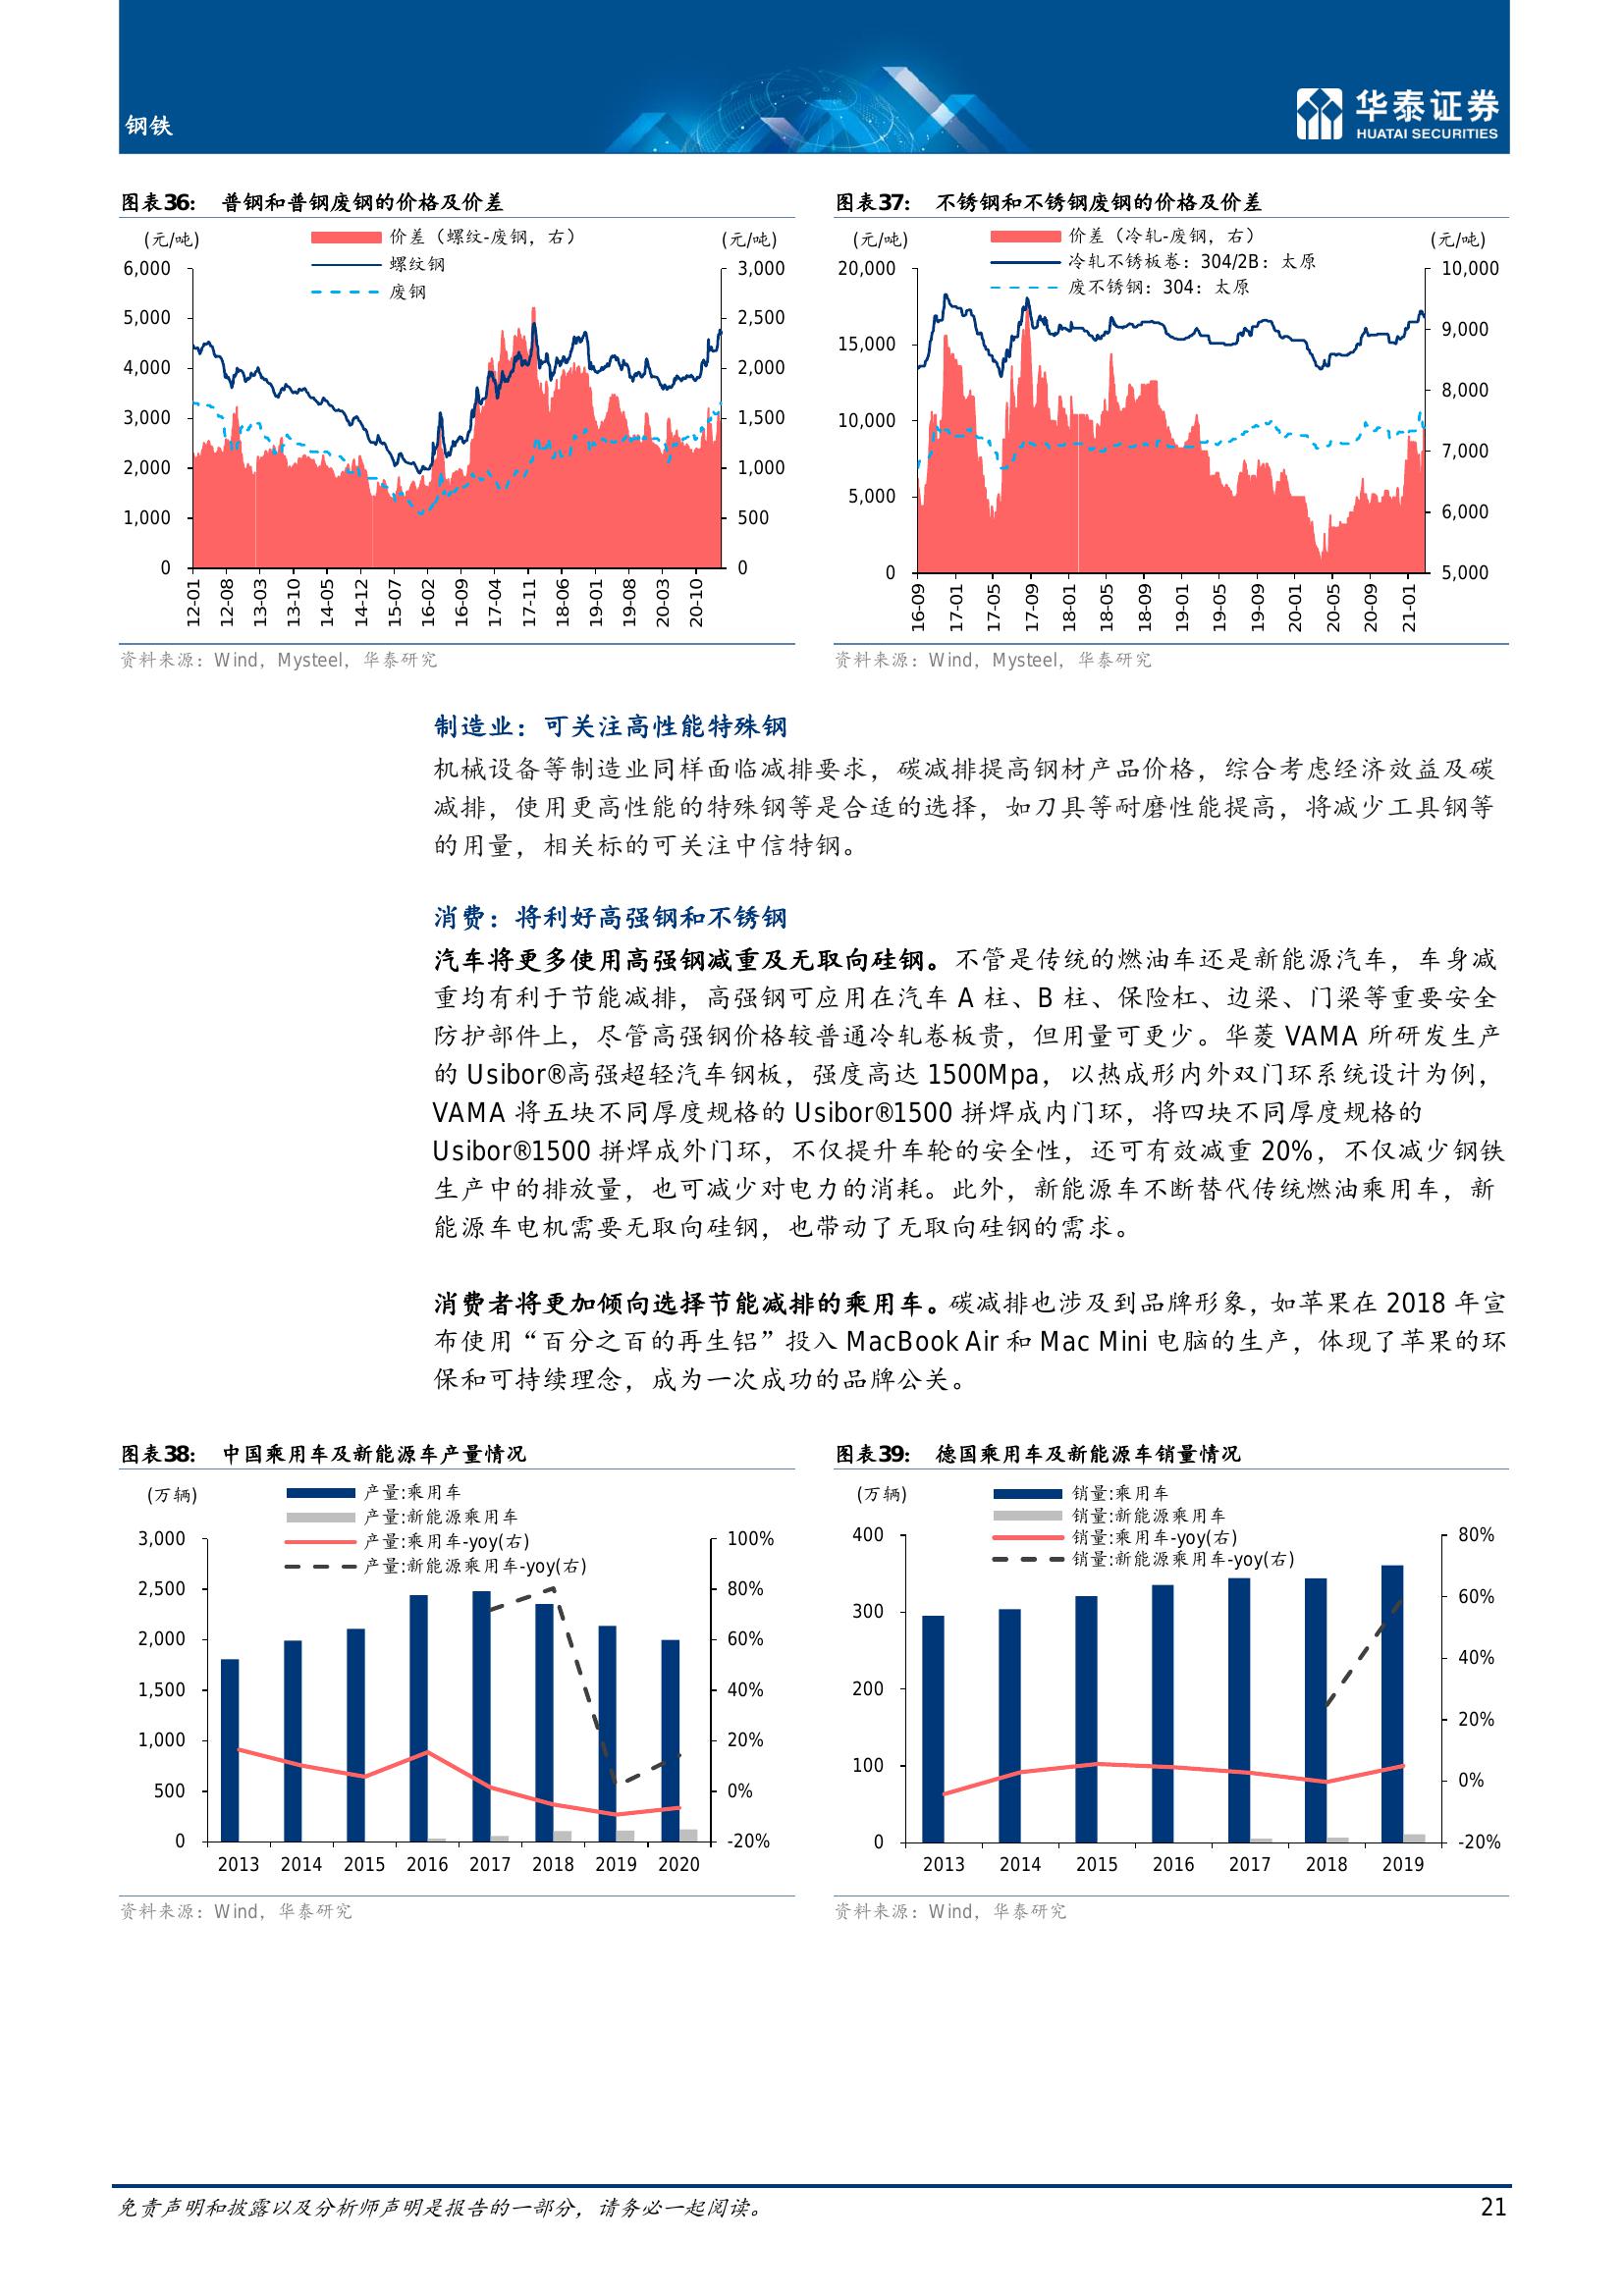 钢铁
华泰证券
HUATAI SECURITIES
图表36： 普钢和普钢废钢的价格及价差
(元/吨)
(元/吨)
价差（螺纹-废钢，右）
螺纹钢
废钢
6,000
5,000
4,000
3,000
2,000
1,000
0
3,000
2,500
2,000
1,500
1,000
500
0
12-01
12-08
13-03
13-10
14-05
14-12
15-07
16-02
16-09
17-04
17-11
18-06
19-01
19-08
20-03
20-10
资料来源：Wind，Mysteel，华泰研究
图表37： 不锈钢和不锈钢废钢的价格及价差
(元/吨)
(元/吨)
价差（冷轧-废钢，右）
冷轧不锈板卷：304/2B：太原
废不锈钢：304：太原
20,000
15,000
10,000
5,000
0
10,000
9,000
8,000
7,000
6,000
5,000
16-09
17-01
17-05
17-09
18-01
18-05
18-09
19-01
19-05
19-09
20-01
20-05
20-09
21-01
资料来源：Wind，Mysteel，华泰研究
制造业：可关注高性能特殊钢
机械设备等制造业同样面临减排要求，碳减排提高钢材产品价格，综合考虑经济效益及碳
减排，使用更高性能的特殊钢等是合适的选择，如刀具等耐磨性能提高，将减少工具钢等
的用量，相关标的可关注中信特钢。
消费：将利好高强钢和不锈钢
汽车将更多使用高强钢减重及无取向硅钢。不管是传统的燃油车还是新能源汽车，车身减
重均有利于节能减排，高强钢可应用在汽车 A 柱、B 柱、保险杠、边梁、门梁等重要安全
防护部件上，尽管高强钢价格较普通冷轧卷板贵，但用量可更少。华菱 VAMA 所研发生产
的 Usibor®高强超轻汽车钢板，强度高达 1500Mpa，以热成形内外双门环系统设计为例，
VAMA 将五块不同厚度规格的 Usibor®1500 拼焊成内门环，将四块不同厚度规格的
Usibor®1500 拼焊成外门环，不仅提升车轮的安全性，还可有效减重 20%，不仅减少钢铁
生产中的排放量，也可减少对电力的消耗。此外，新能源车不断替代传统燃油乘用车，新
能源车电机需要无取向硅钢，也带动了无取向硅钢的需求。
消费者将更加倾向选择节能减排的乘用车。碳减排也涉及到品牌形象，如苹果在 2018 年宣
布使用“百分之百的再生铝”投入 MacBook Air 和 Mac Mini 电脑的生产，体现了苹果的环
保和可持续理念，成为一次成功的品牌公关。
图表38： 中国乘用车及新能源车产量情况
(万辆)
产量:乘用车
产量:新能源乘用车
产量:乘用车-yoy(右)
产量:新能源乘用车-yoy(右)
3,000
2,500
2,000
1,500
1,000
500
0
100%
80%
60%
40%
20%
0%
-20%
2013 2014 2015 2016 2017 2018 2019 2020
资料来源：Wind，华泰研究
图表39： 德国乘用车及新能源车销量情况
(万辆)
销量:乘用车
销量:新能源乘用车
销量:乘用车-yoy(右)
销量:新能源乘用车-yoy(右)
400
300
200
100
0
80%
60%
40%
20%
0%
-20%
2013 2014 2015 2016 2017 2018 2019
资料来源：Wind，华泰研究
免责声明和披露以及分析师声明是报告的一部分，请务必一起阅读。
21